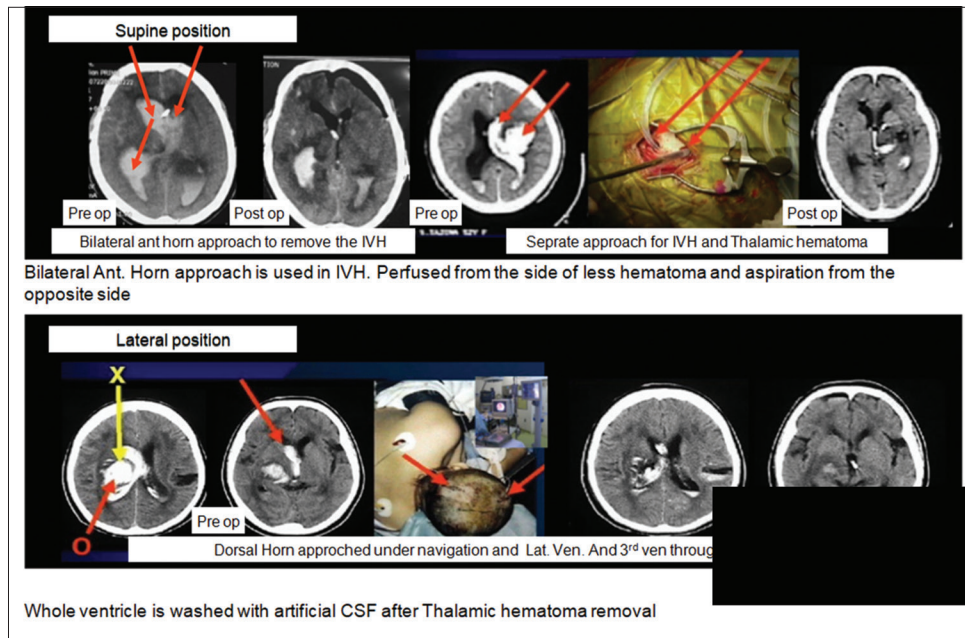 Supine position
Pre op
Post op
Pre op
Post op
Bilateral ant horn approach to remove the IVH
Seprate approach for IVH and Thalamic hematoma
Bilateral Ant. Horn approach is used in IVH. Perfused from the side of less hematoma and aspiration from the
opposite side
Lateral position
X
O
Pre op
Dorsal Horn approched under navigation and Lat. Ven. And 3rd ven throug
Whole ventricle is washed with artificial CSF after Thalamic hematoma removal